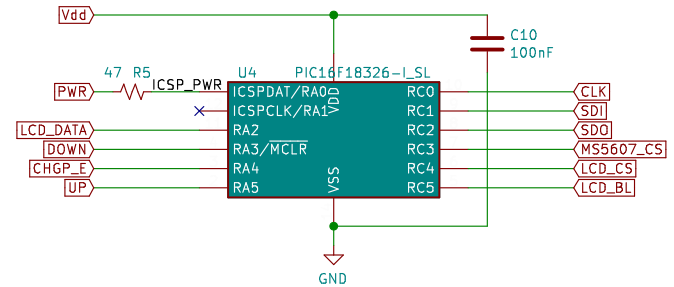 Vdd
C10
100nF
47 R5
U4
PIC16F18326-I_SL
ICSP_PWR
PWR
ICSPDAT/RA0
VDD
RC0
CLK
ICSPCLK/RA1
RC1
SDI
LCD_DATA
RA2
RC2
SDO
DOWN
RA3/MCLR
RC3
MS5607_CS
CHGP_E
RA4
VSS
RC4
LCD_CS
UP
RA5
RC5
LCD_BL
GND